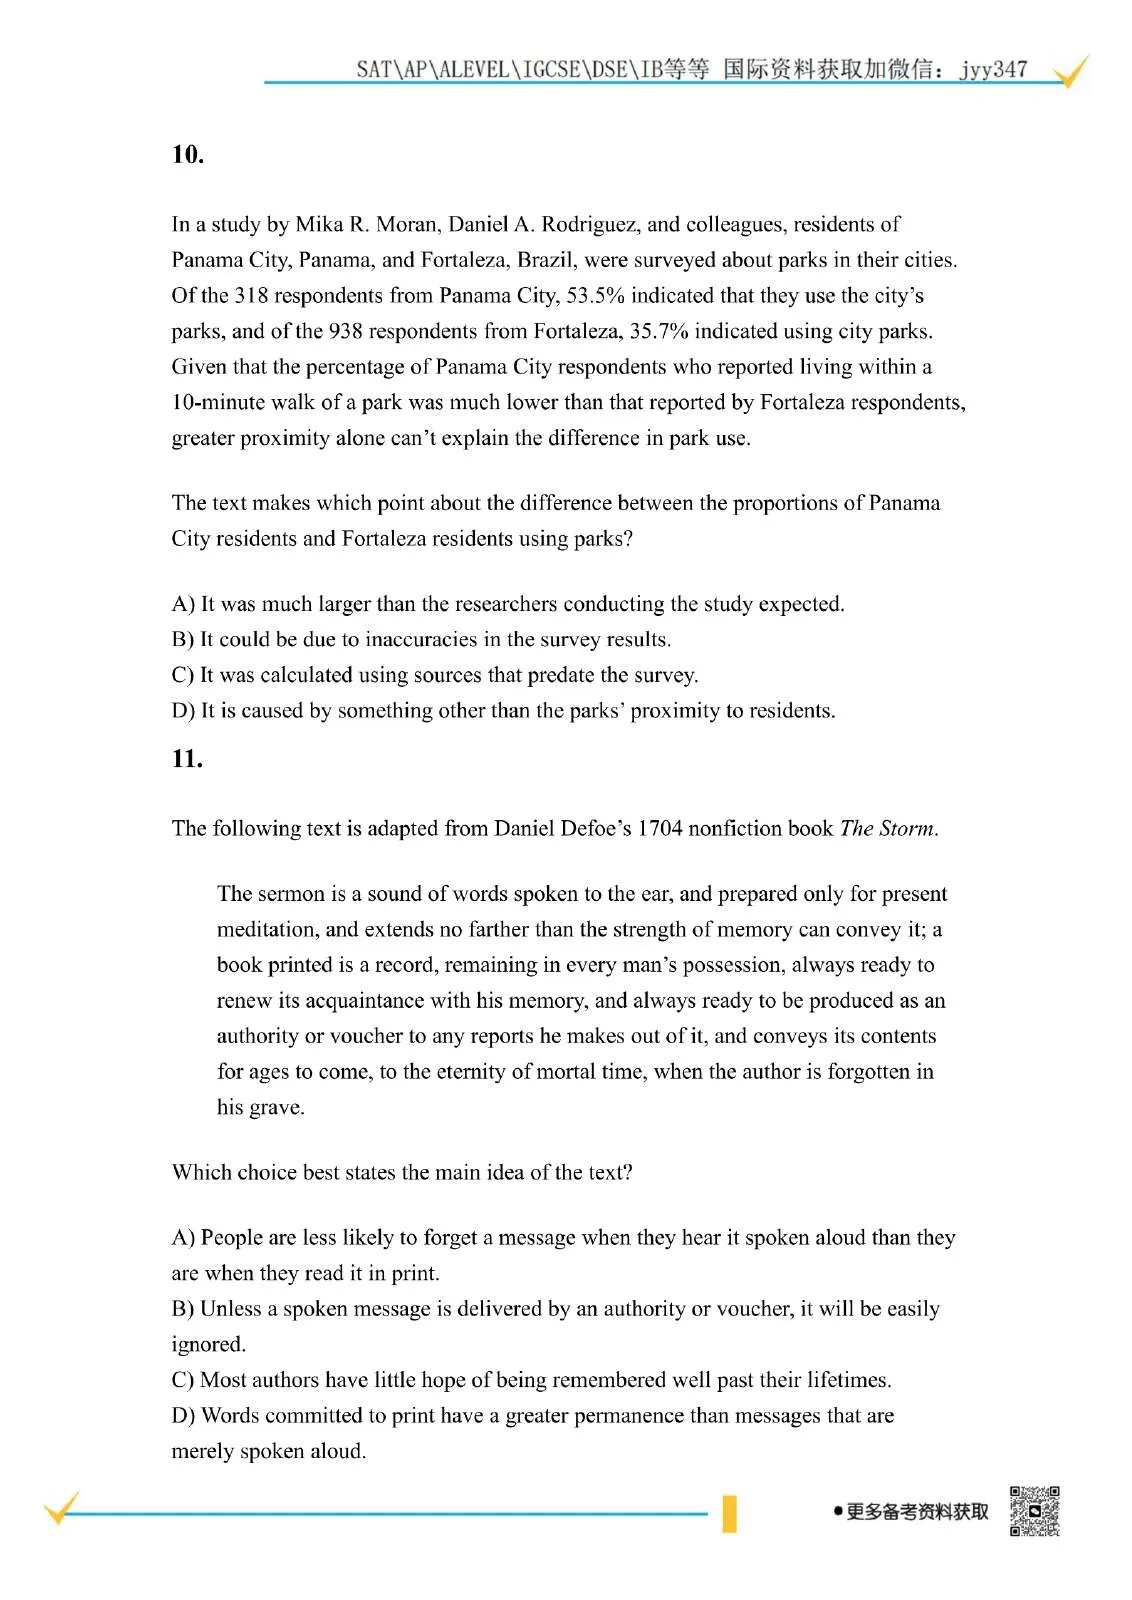 SAT\AP\ALEVEL\IGCSE\DSE\IB等等 国际资料获取加微信：jyy347
10.
In a study by Mika R. Moran, Daniel A. Rodriguez, and colleagues, residents of
Panama City, Panama, and Fortaleza, Brazil, were surveyed about parks in their cities.
Of the 318 respondents from Panama City, 53.5% indicated that they use the city’s
parks, and of the 938 respondents from Fortaleza, 35.7% indicated using city parks.
Given that the percentage of Panama City respondents who reported living within a
10-minute walk of a park was much lower than that reported by Fortaleza respondents,
greater proximity alone can’t explain the difference in park use.
The text makes which point about the difference between the proportions of Panama
City residents and Fortaleza residents using parks?
A) It was much larger than the researchers conducting the study expected.
B) It could be due to inaccuracies in the survey results.
C) It was calculated using sources that predate the survey.
D) It is caused by something other than the parks’ proximity to residents.
11.
The following text is adapted from Daniel Defoe’s 1704 nonfiction book The Storm.
The sermon is a sound of words spoken to the ear, and prepared only for present
meditation, and extends no farther than the strength of memory can convey it; a
book printed is a record, remaining in every man’s possession, always ready to
renew its acquaintance with his memory, and always ready to be produced as an
authority or voucher to any reports he makes out of it, and conveys its contents
for ages to come, to the eternity of mortal time, when the author is forgotten in
his grave.
Which choice best states the main idea of the text?
A) People are less likely to forget a message when they hear it spoken aloud than they
are when they read it in print.
B) Unless a spoken message is delivered by an authority or voucher, it will be easily
ignored.
C) Most authors have little hope of being remembered well past their lifetimes.
D) Words committed to print have a greater permanence than messages that are
merely spoken aloud.
•更多备考资料获取